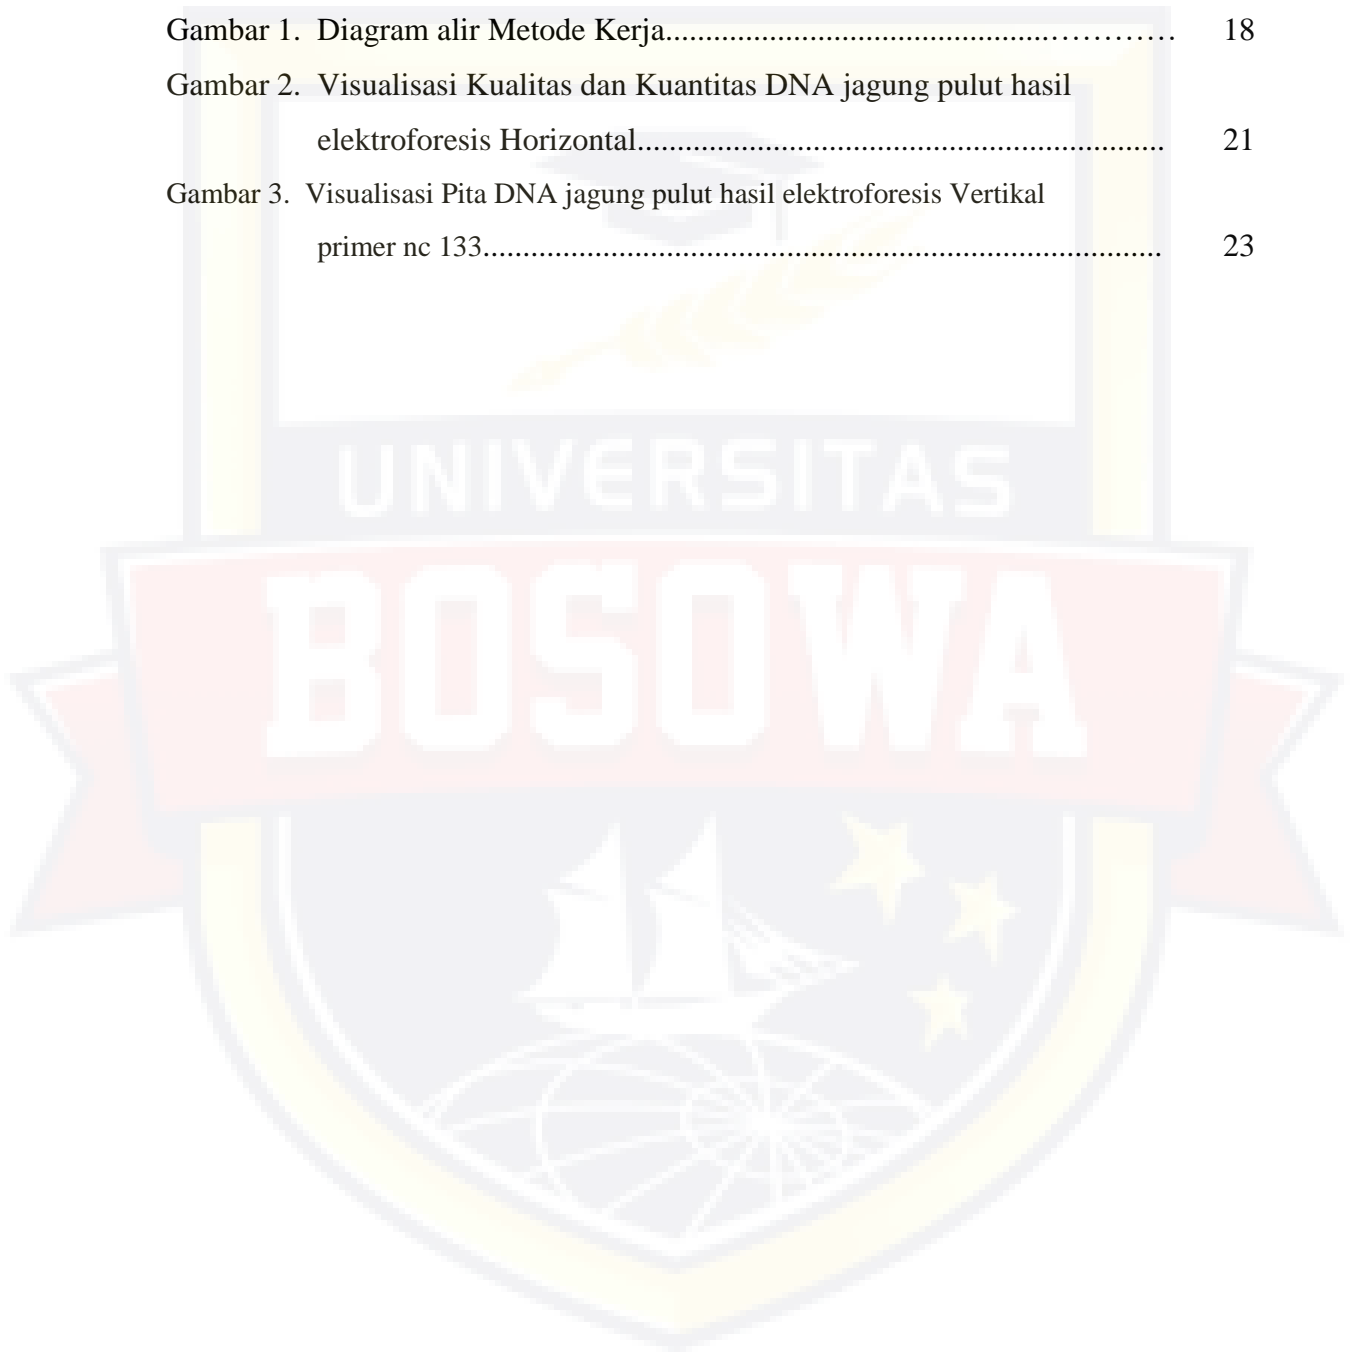 Gambar 1. Diagram alir Metode Kerja................................................………… 18
Gambar 2. Visualisasi Kualitas dan Kuantitas DNA jagung pulut hasil
elektroforesis Horizontal.................................................................. 21
Gambar 3. Visualisasi Pita DNA jagung pulut hasil elektroforesis Vertikal
primer nc 133..................................................................................... 23
UNIVERSITAS
BOSOWA